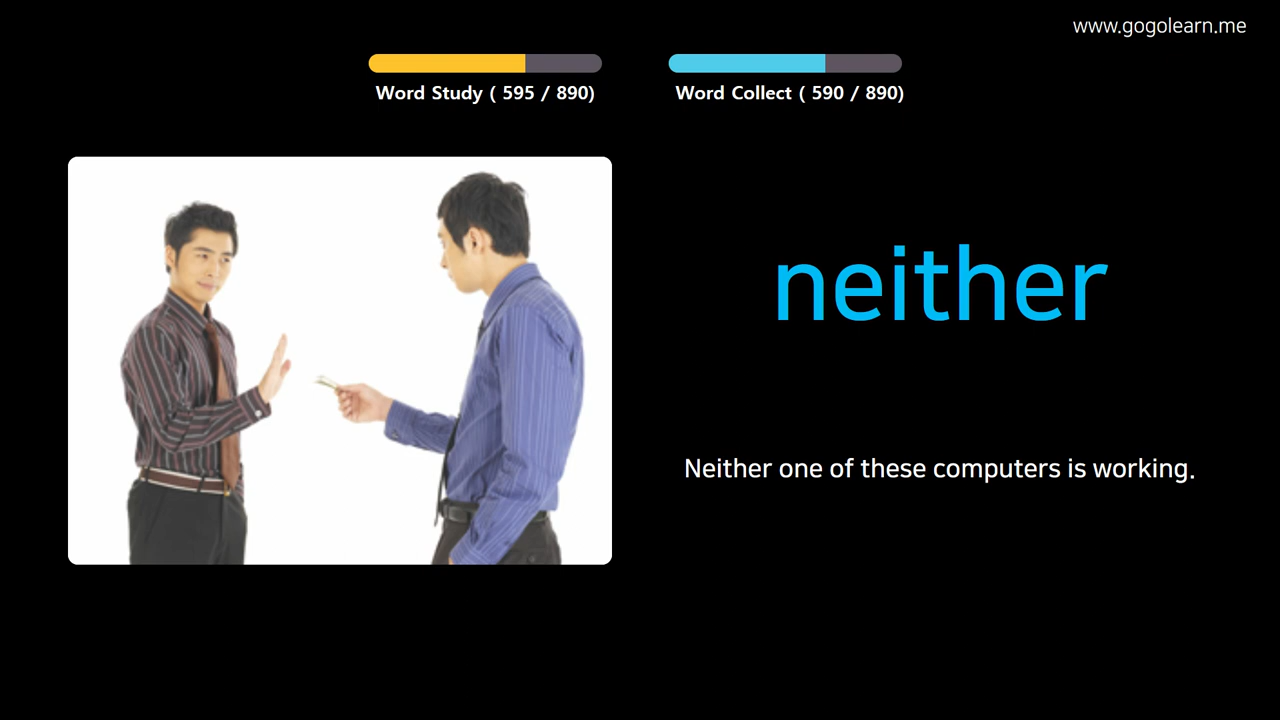 www.gogolearn.me
Word Study ( 595 / 890)
Word Collect ( 590 / 890)
neither
Neither one of these computers is working.